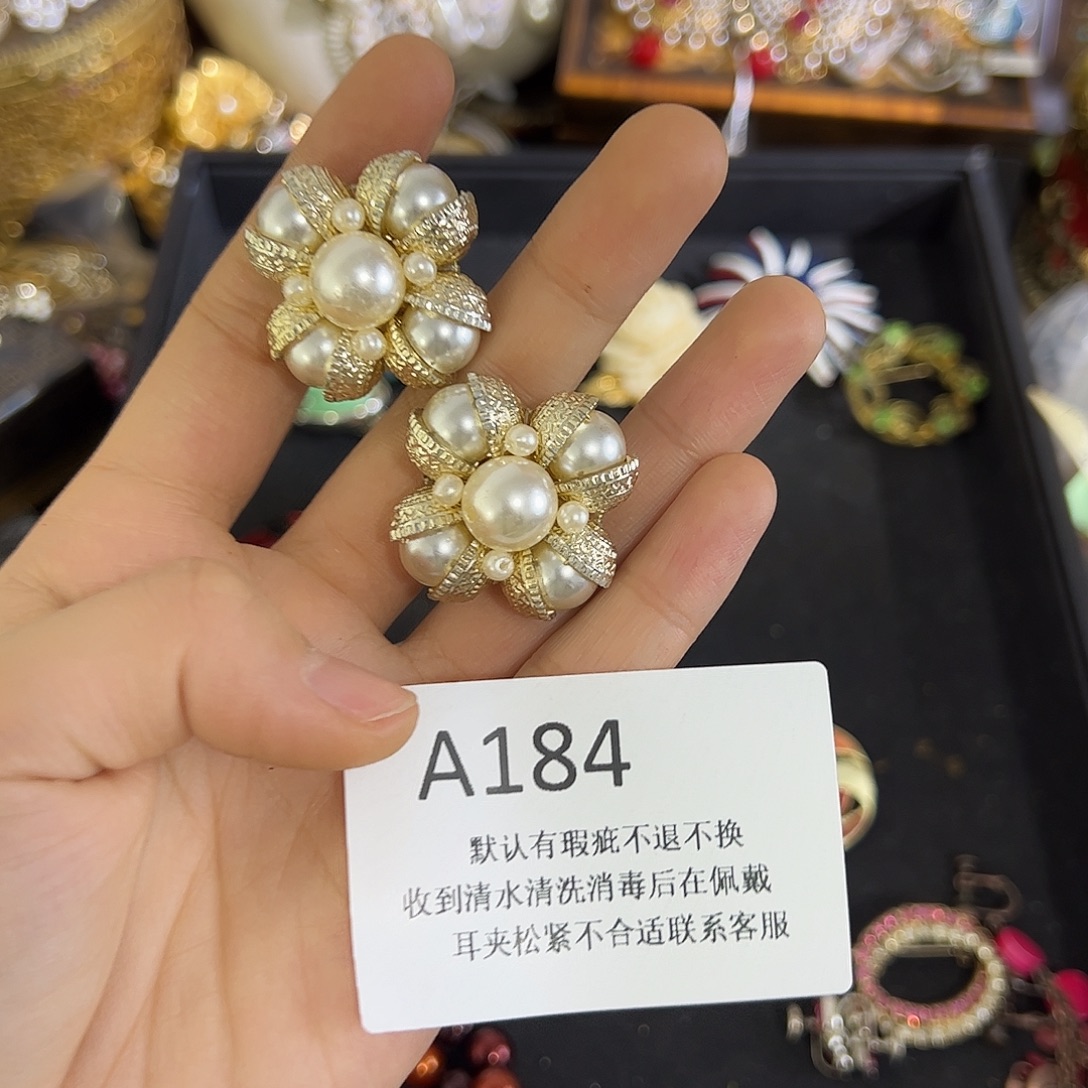 A184
默认有瑕疵不退不换
收到清水清洗消毒后在佩戴
耳夹松紧不合适联系客服